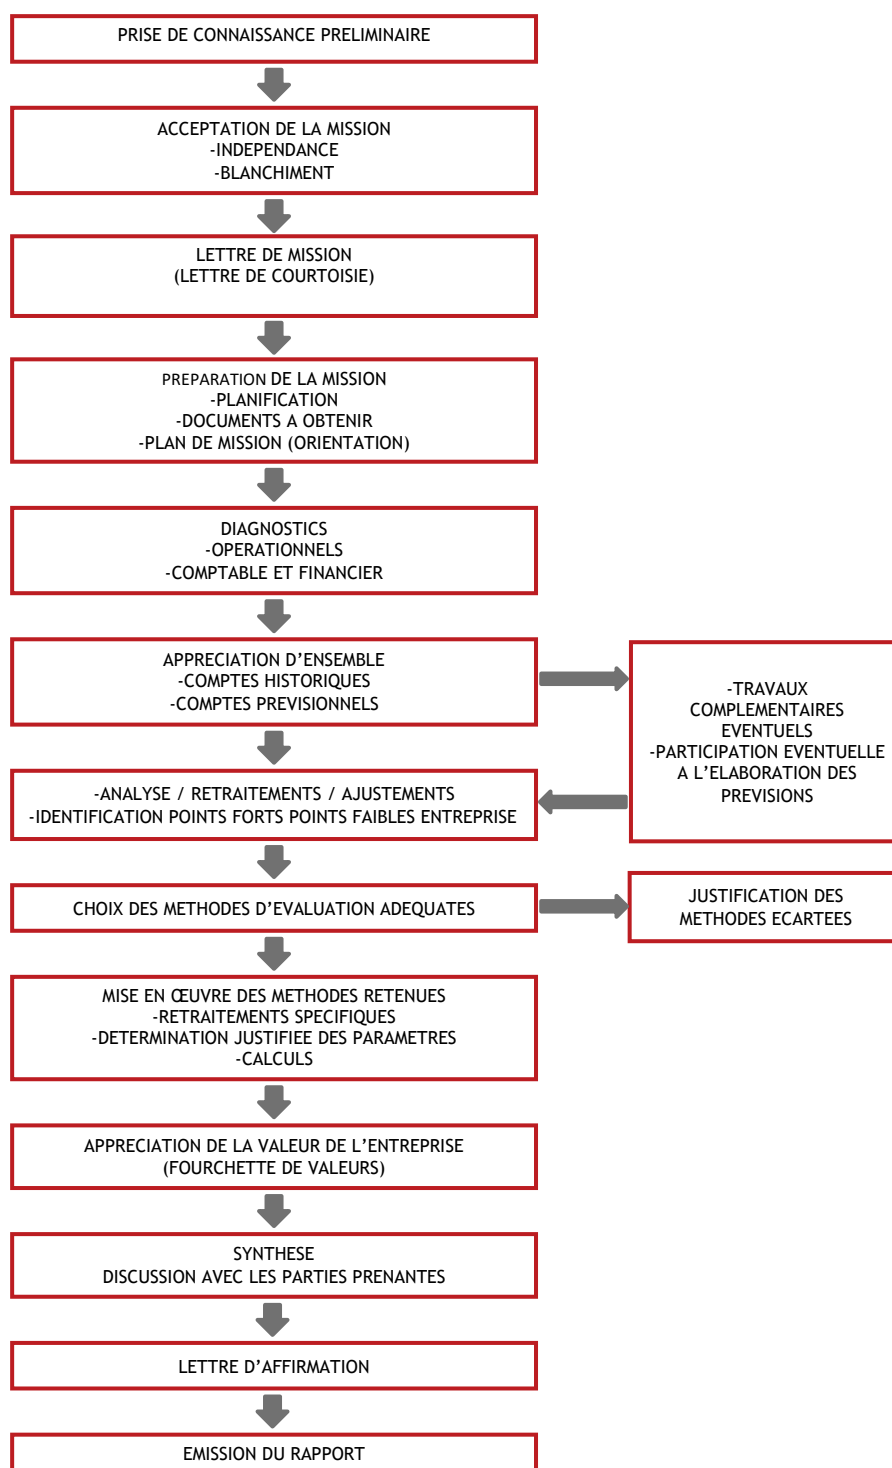 PRISE DE CONNAISSANCE PRELIMINAIRE
ACCEPTATION DE LA MISSION
-INDEPENDANCE
-BLANCHIMENT
LETTRE DE MISSION
(LETTRE DE COURTOISIE)
PREPARATION DE LA MISSION
-PLANIFICATION
-DOCUMENTS A OBTENIR
-PLAN DE MISSION (ORIENTATION)
DIAGNOSTICS
-OPERATIONNELS
-COMPTABLE ET FINANCIER
APPRECIATION D’ENSEMBLE
-COMPTES HISTORIQUES
-COMPTES PREVISIONNELS
-TRAVAUX
COMPLEMENTAIRES
EVENTUELS
-PARTICIPATION EVENTUELLE
A L’ELABORATION DES
PREVISIONS
-ANALYSE / RETRAITEMENTS / AJUSTEMENTS
-IDENTIFICATION POINTS FORTS POINTS FAIBLES ENTREPRISE
CHOIX DES METHODES D’EVALUATION ADEQUATES
JUSTIFICATION DES
METHODES ECARTEES
MISE EN ŒUVRE DES METHODES RETENUES
-RETRAITEMENTS SPECIFIQUES
-DETERMINATION JUSTIFIEE DES PARAMETRES
-CALCULS
APPRECIATION DE LA VALEUR DE L’ENTREPRISE
(FOURCHETTE DE VALEURS)
SYNTHESE
DISCUSSION AVEC LES PARTIES PRENANTES
LETTRE D’AFFIRMATION
EMISSION DU RAPPORT